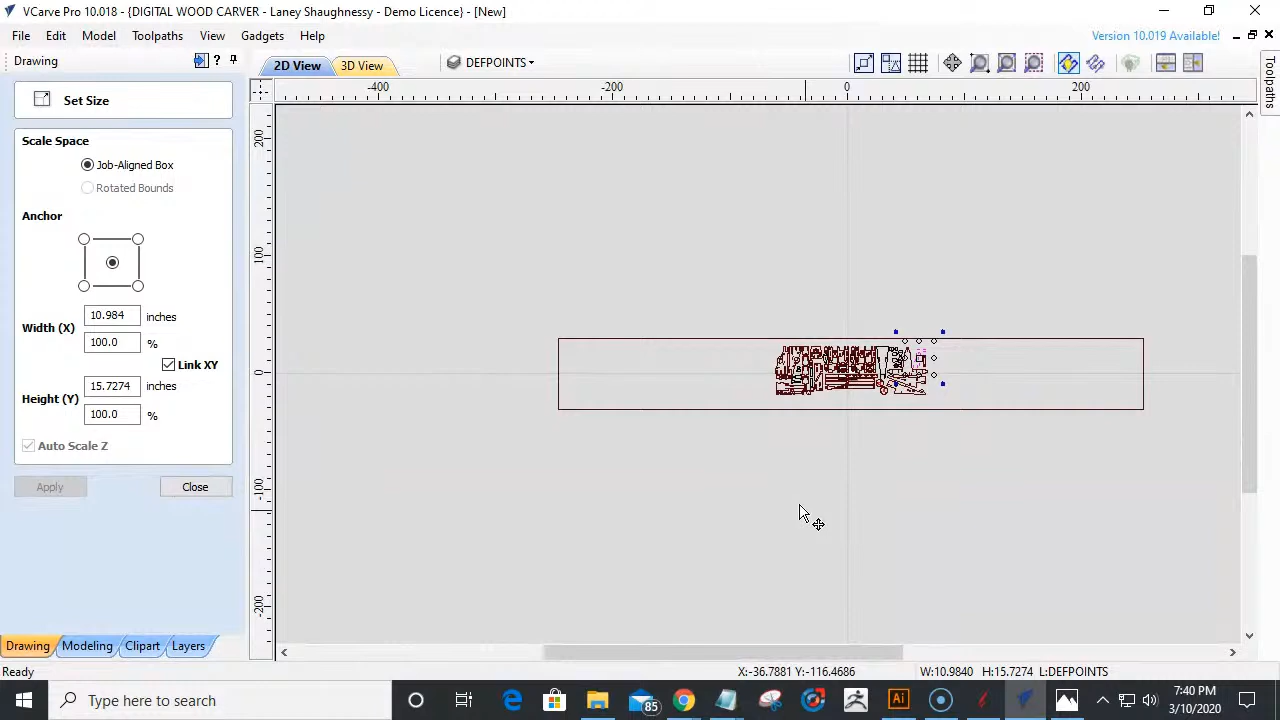 VCarve Pro 10.018 - {DIGITAL WOOD CARVER - Laney Shaughnessy - Demo Licence} - [New]
File Edit Model Toolpaths View Gadgets Help Version 10.019 Available!
Drawing ? 2D View 3D View DEFPOINTS
Toolpaths
-400 -200 0 200
Set Size
Scale Space
Job-Aligned Box
Rotated Bounds
Anchor
Width (X) 10.984 inches
100.0 %
Link XY
Height (Y) 15.7274 inches
100.0 %
Auto Scale Z
Apply Close
200
100
0
-100
-200
Drawing Modeling Clipart Layers
Ready X:-36.7881 Y:-116.4686 W:10.9840 H:15.7274 L:DEFPOINTS
Type here to search 85 Ai 7:40 PM
3/10/2020